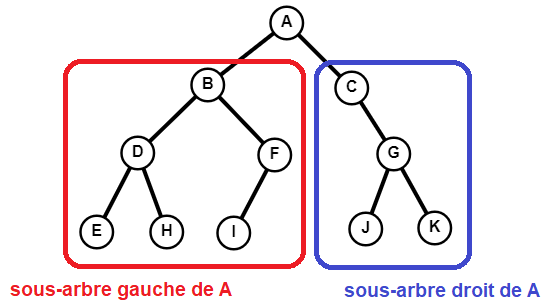 A
B
C
D
F
G
E
H
I
J
K
sous-arbre gauche de A
sous-arbre droit de A